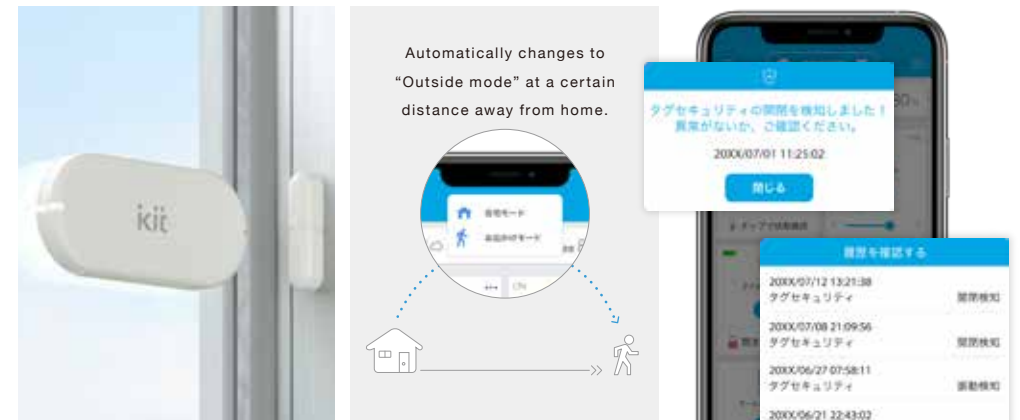 kit
Automatically changes to
“Outside mode” at a certain
distance away from home.
自宅モード
お出かけモード
タグセキュリティの開閉を検知しました！
異常がないか、ご確認ください。
20XX/07/01 11:25:02
閉じる
履歴を確認する
20XX/07/12 13:21:38
タグセキュリティ 開閉検知
20XX/07/08 21:09:56
タグセキュリティ 開閉検知
20XX/06/27 07:58:11
タグセキュリティ 振動検知
20XX/06/21 22:43:02